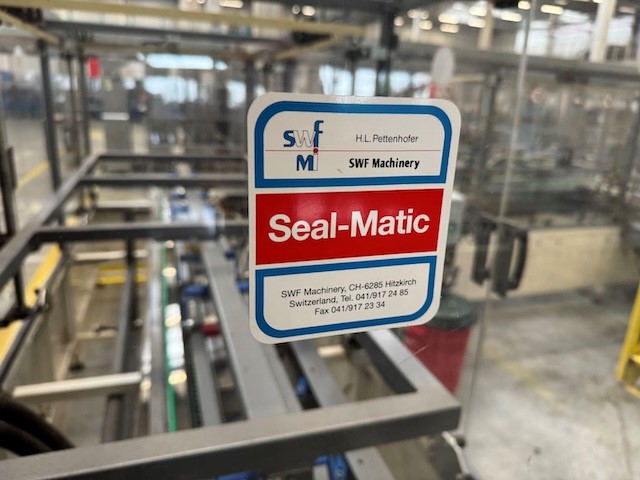 swf
Mi
H.L. Pettenhofer
SWF Machinery
Seal-Matic
SWF Machinery, CH-6285 Hitzkirch
Switzerland, Tel. 041/917 24 85
Fax 041/917 23 34